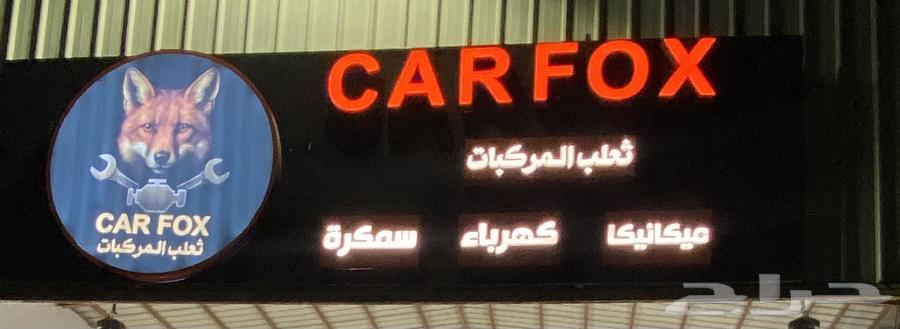 CAR FOX
ثعلب المركبات
ميكانيكا كهرباء سمكرة
CAR FOX
ثعلب المركبات
حراج